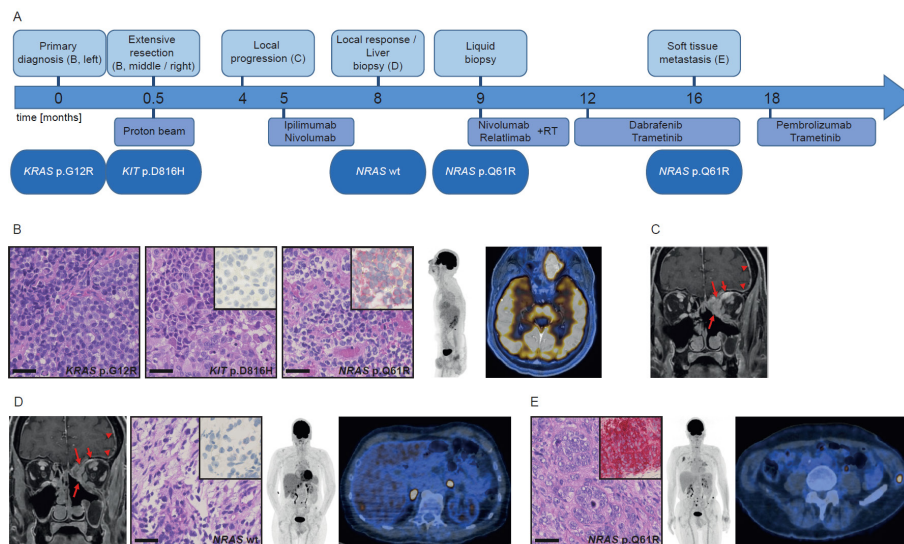 A
Primary
diagnosis (B, left)
Extensive
resection
(B, middle / right)
Local
progression (C)
Local response /
Liver
biopsy (D)
Liquid
biopsy
Soft tissue
metastasis (E)
0
0.5
4
5
8
9
12
16
18
time [months]
Proton beam
Ipilimumab
Nivolumab
Nivolumab
Relatlimab
+RT
Dabrafenib
Trametinib
Pembrolizumab
Trametinib
KRAS p.G12R
KIT p.D816H
NRAS wt
NRAS p.Q61R
NRAS p.Q61R
B
C
KRAS p.G12R
KIT p.D816H
NRAS p.Q61R
D
E
NRAS wt
NRAS p.Q61R